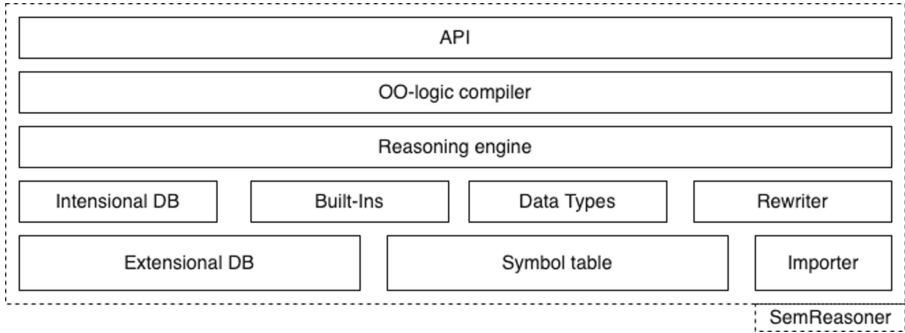 API
OO-logic compiler
Reasoning engine
Intensional DB
Built-Ins
Data Types
Rewriter
Extensional DB
Symbol table
Importer
SemReasoner